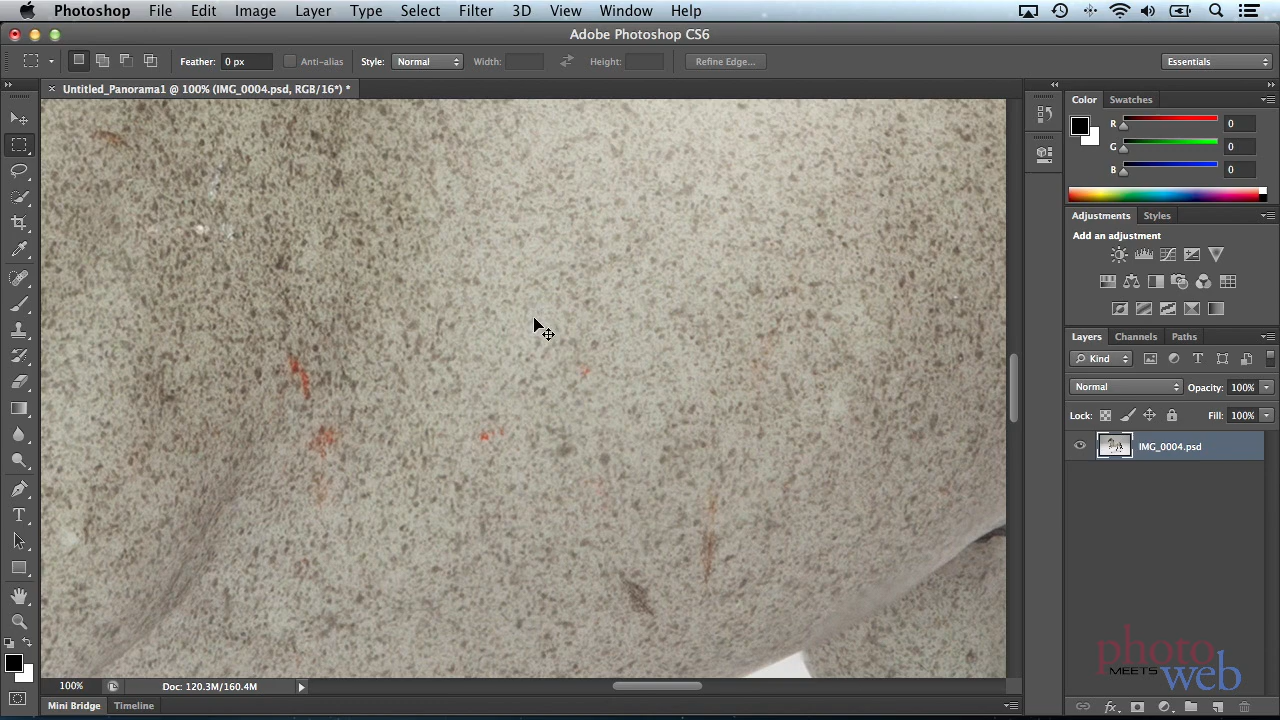 Photoshop File Edit Image Layer Type Select Filter 3D View Window Help
Adobe Photoshop CS6
Feather: 0 px Anti-alias Style: Normal Width: Height: Refine Edge... Essentials
Untitled_Panorama1 @ 100% (IMG_0004.psd, RGB/16*) *
Color Swatches
R 0
G 0
B 0
Adjustments Styles
Add an adjustment
Layers Channels Paths
Kind
Normal Opacity: 100%
Lock: Fill: 100%
IMG_0004.psd
T
photo
MEETS web
100% Doc: 120.3M/160.4M
Mini Bridge Timeline
fx